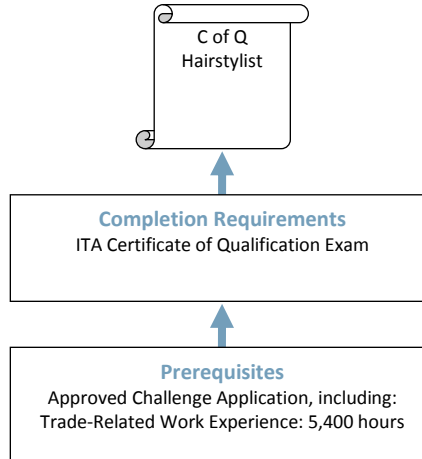 C of Q
Hairstylist
Completion Requirements
ITA Certificate of Qualification Exam
Prerequisites
Approved Challenge Application, including:
Trade-Related Work Experience: 5,400 hours